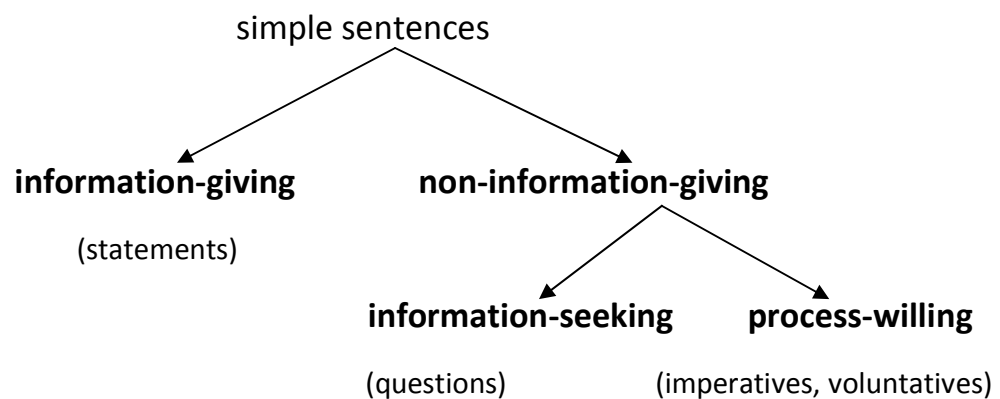 simple sentences
information-giving
non-information-giving
(statements)
information-seeking
process-willing
(questions)
(imperatives, voluntatives)